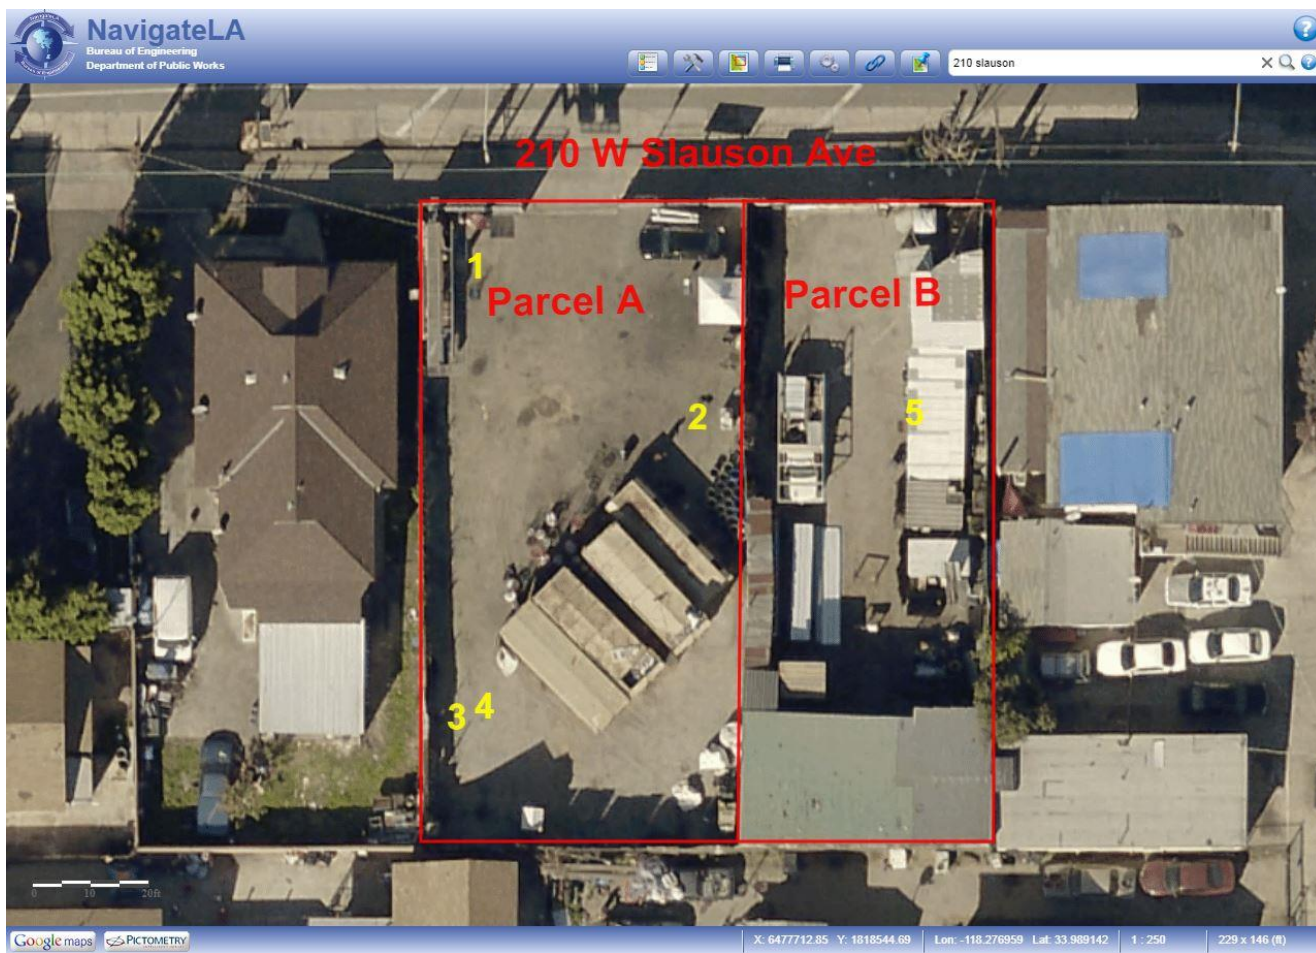 NavigateLA
Bureau of Engineering
Department of Public Works
210 slauson
210 W Slauson Ave
1
Parcel A
Parcel B
2
5
3 4
0 10 20ft
Google maps PICTOMETRY
X: 6477712.85 Y: 1818544.69 Lon: -118.276959 Lat: 33.989142 1 : 250 229 x 146 (ft)